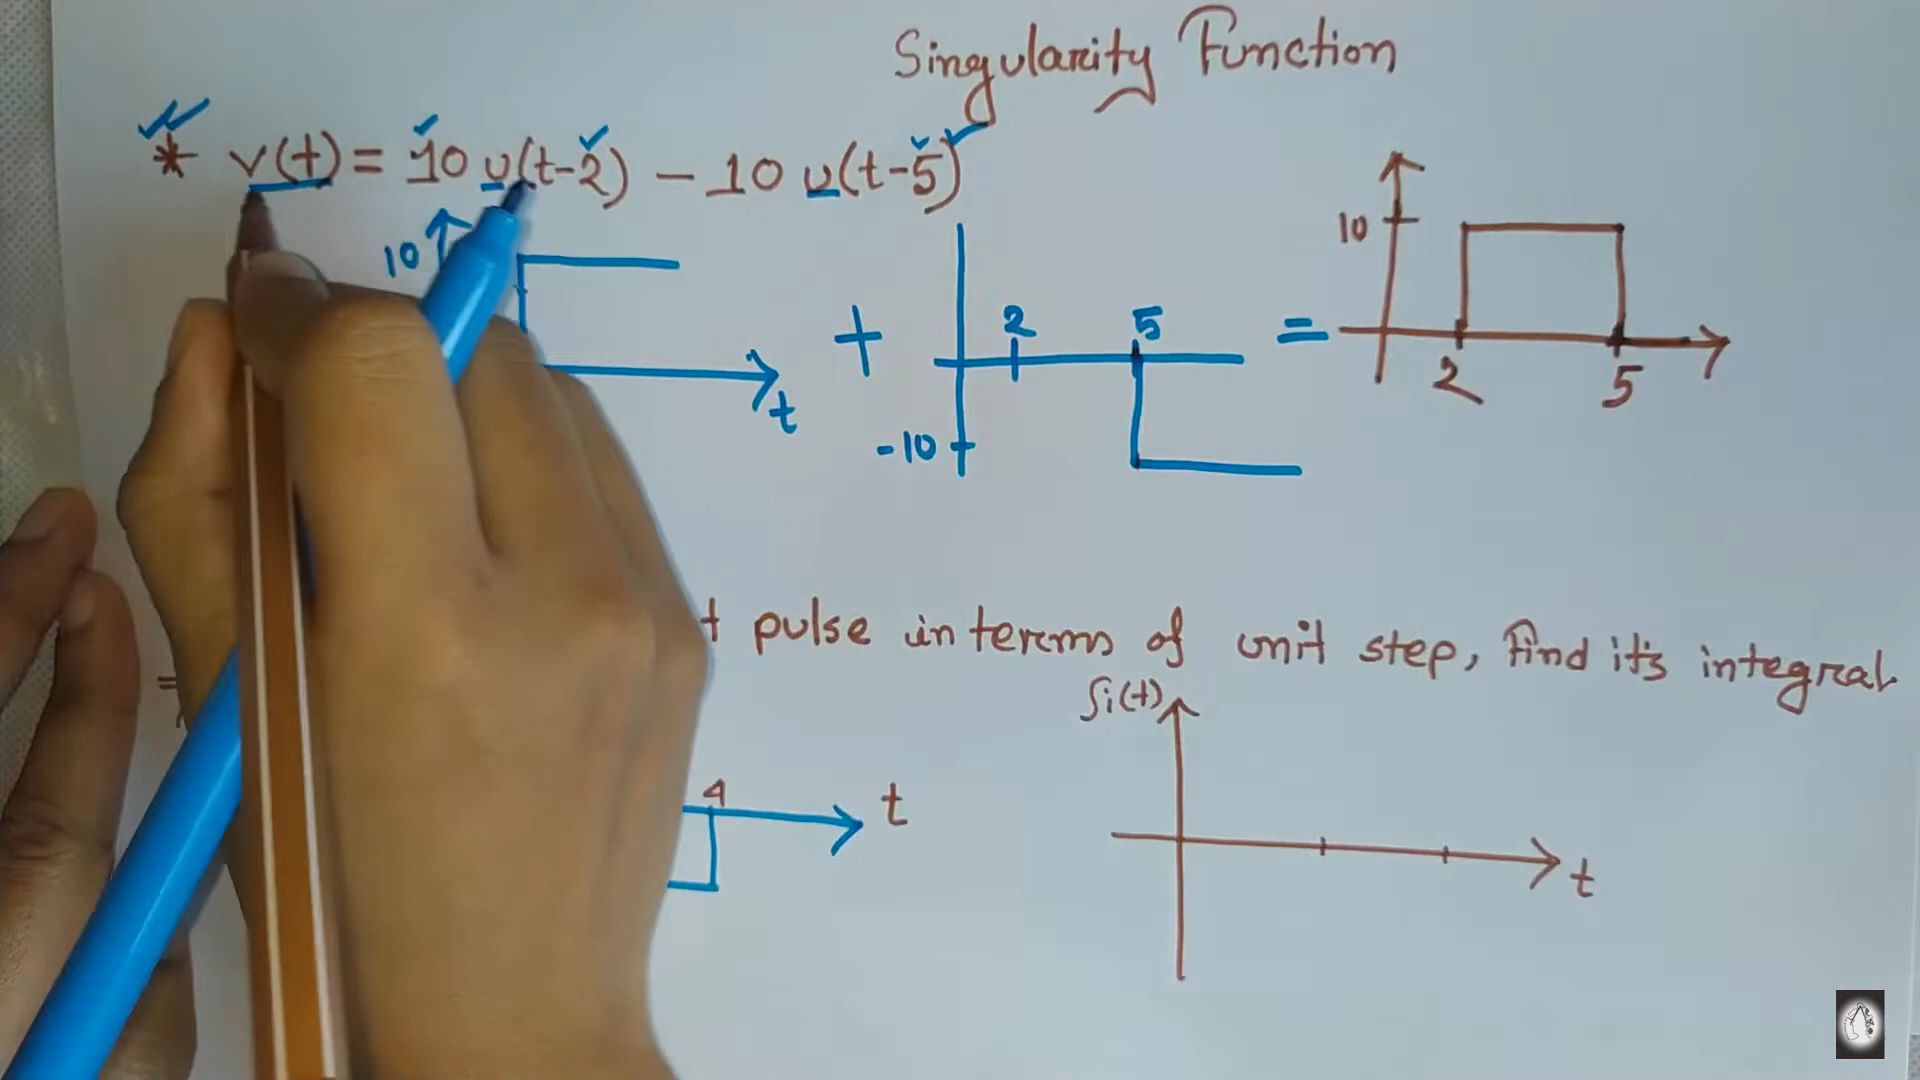 Singularity Function
* v(t) = 10 u(t-2) - 10 u(t-5)
10
t
+
2
5
-10
=
10
2
5
pulse in terms of unit step, Find it's integral
∫i(t)
4
t
t